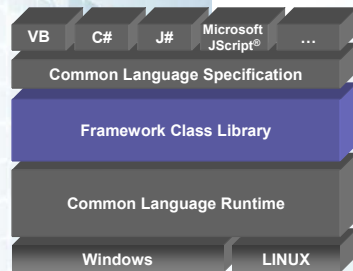 VB C# J# Microsoft JScript® ...
Common Language Specification
Framework Class Library
Common Language Runtime
Windows LINUX